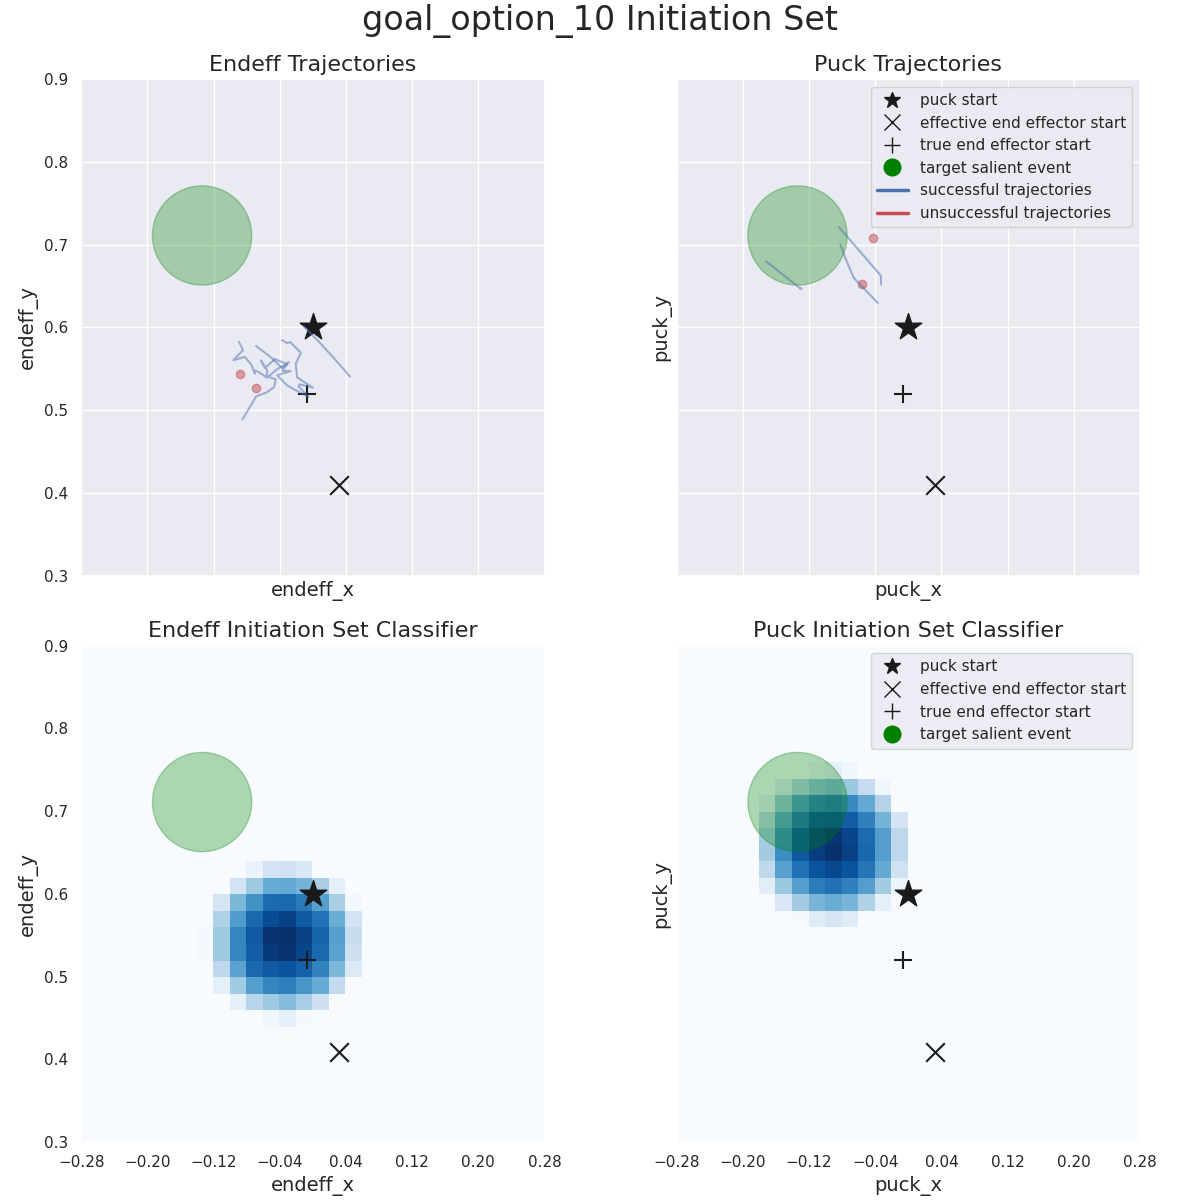 goal_option_10 Initiation Set
Endeff Trajectories
0.9
0.8
0.7
0.6
0.5
0.4
0.3
endeff_y
endeff_x
Puck Trajectories
puck start
effective end effector start
true end effector start
target salient event
successful trajectories
unsuccessful trajectories
puck_y
puck_x
Endeff Initiation Set Classifier
0.9
0.8
0.7
0.6
0.5
0.4
0.3
endeff_y
−0.28 −0.20 −0.12 −0.04 0.04 0.12 0.20 0.28
endeff_x
Puck Initiation Set Classifier
puck start
effective end effector start
true end effector start
target salient event
puck_y
−0.28 −0.20 −0.12 −0.04 0.04 0.12 0.20 0.28
puck_x